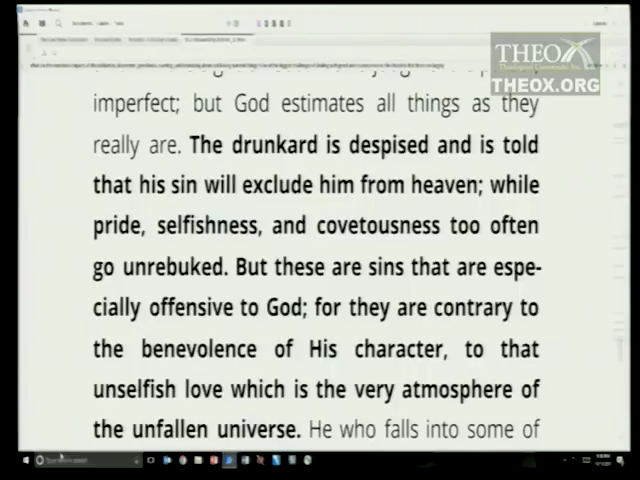 THEOX
THEOX.ORG
imperfect; but God estimates all things as they
really are. The drunkard is despised and is told
that his sin will exclude him from heaven; while
pride, selfishness, and covetousness too often
go unrebuked. But these are sins that are espe-
cially offensive to God; for they are contrary to
the benevolence of His character, to that
unselfish love which is the very atmosphere of
the unfallen universe. He who falls into some of